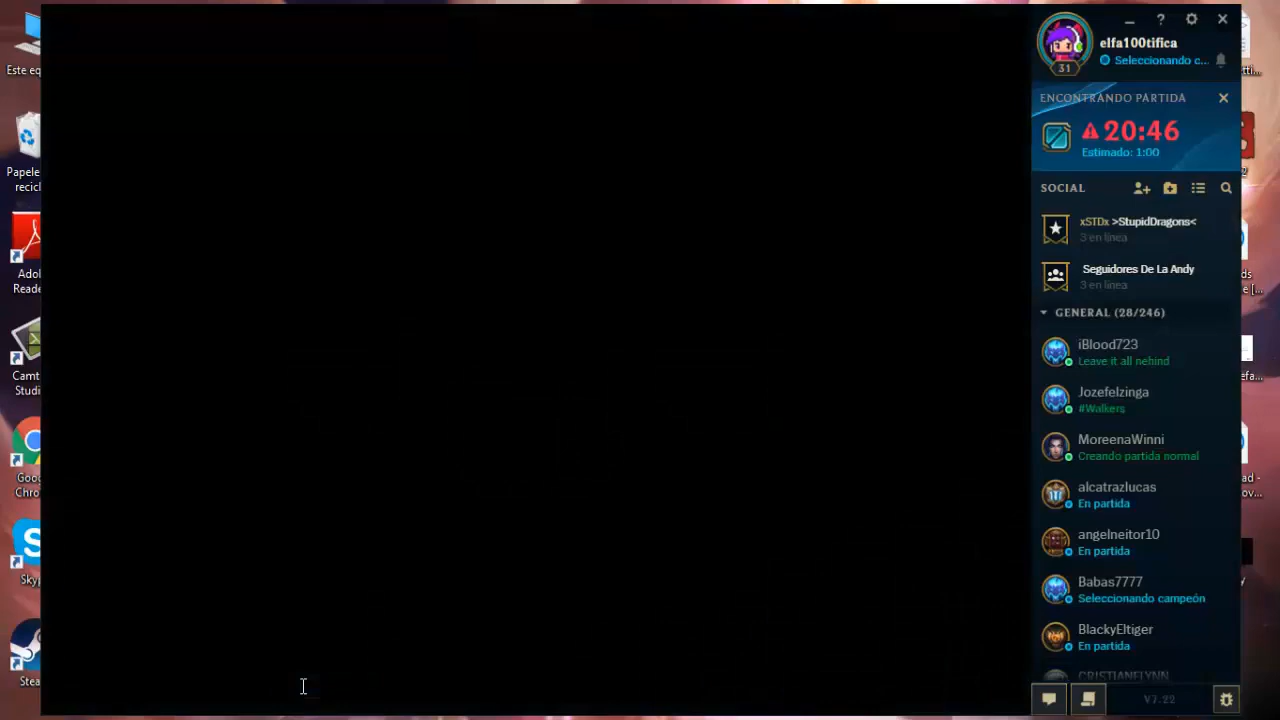 Este eq
Papele
recicl
Adol
Reade
Camt
Studi
Goo
Chro
Sky
Stea
?
elfa100tifica
31
Seleccionando c...
ENCONTRANDO PARTIDA
20:46
Estimado: 1:00
SOCIAL
xSTDx >StupidDragons<
3 en línea
Seguidores De La Andy
3 en línea
GENERAL (28/246)
iBlood723
Leave it all nehind
Jozefelzinga
#Walkers
MoreenaWinni
Creando partida normal
alcatrazlucas
En partida
angelneitor10
En partida
Babas7777
Seleccionando campeón
BlackyEltiger
En partida
CRISTIANFLYNN
V7.22